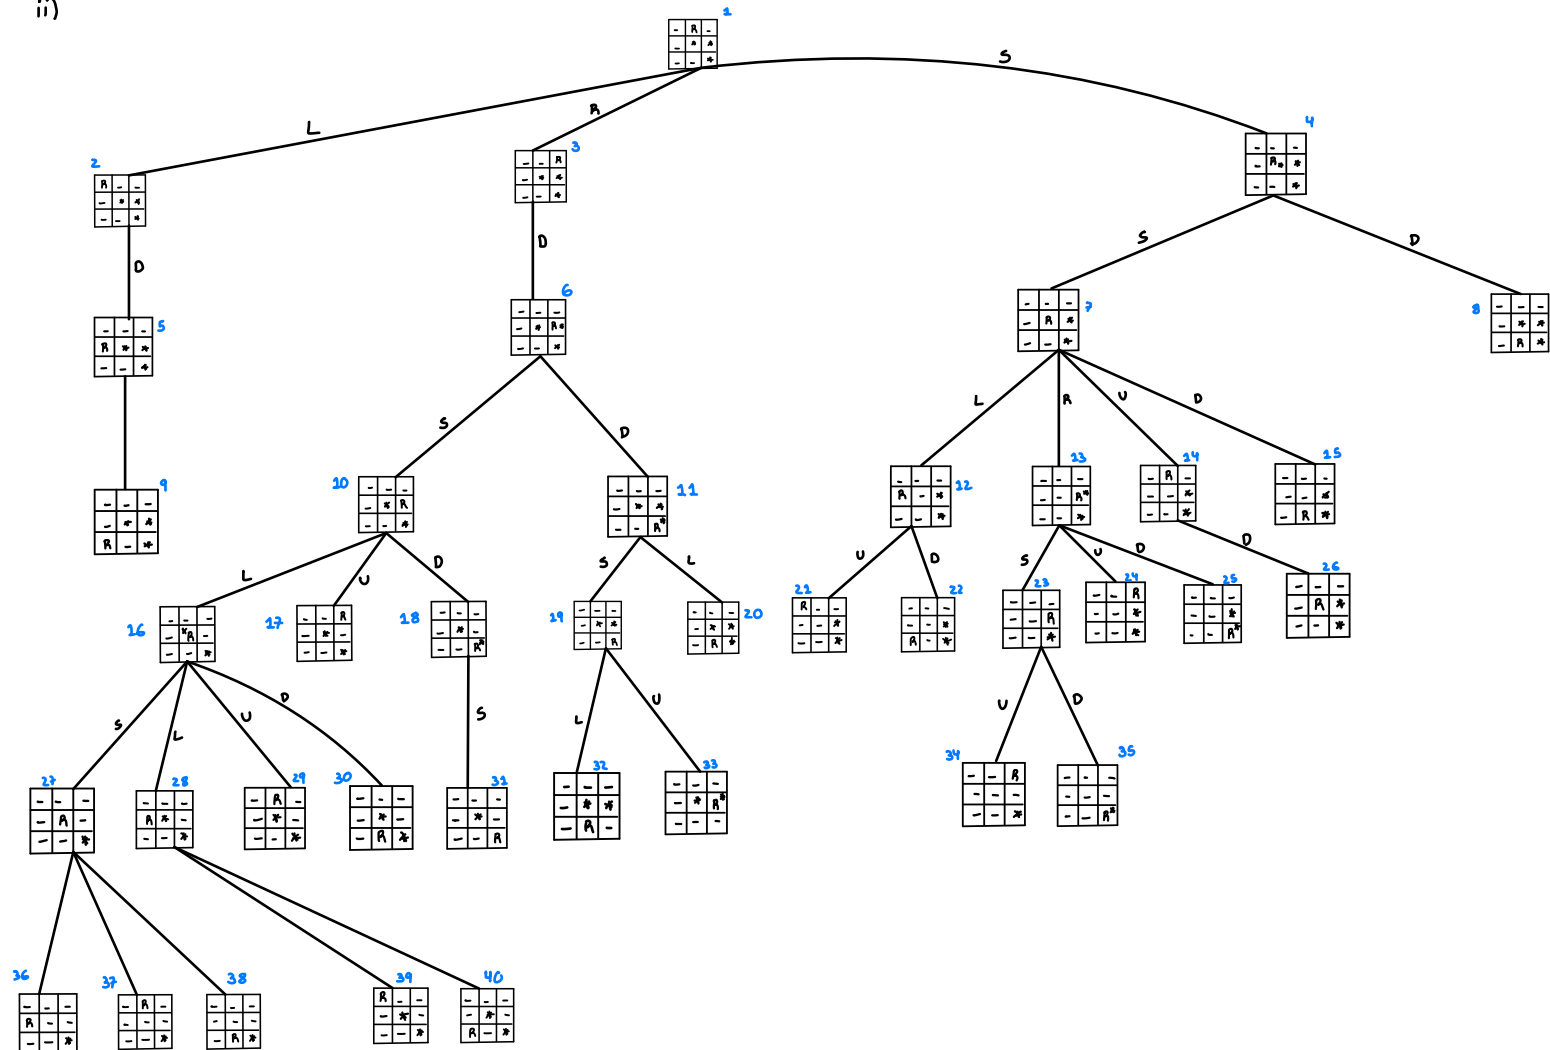 ii)
1
- R -
- * *
- - *
L
R
S
2
R - -
- * *
- - *
3
- - R
- * *
- - *
4
- - -
- R* *
- - *
D
D
S
D
5
- - -
R * *
- - *
6
- - -
- * R*
- - *
7
- - -
- R *
- - *
8
- - -
- * *
- R *
S
D
L
R
U
D
9
- - -
- * *
R - *
10
- - -
- * R
- - *
11
- - -
- * *
- - R*
12
- - -
R - *
- - *
13
- - -
- - R*
- - *
14
- R -
- - *
- - *
15
- - -
- - *
- R *
L
U
D
S
L
U
D
S
U
D
D
16
- - -
- *R -
- - *
17
- - R
- * -
- - *
18
- - -
- * -
- - R*
19
- - -
- * *
- - R
20
- - -
- * *
- R *
21
R - -
- - *
- - *
22
- - -
- - *
R - *
23
- - -
- - R
- - *
24
- - R
- - *
- - *
25
- - -
- - *
- - R*
26
- - -
- R *
- - *
S
L
U
D
S
L
U
U
D
27
- - -
- R -
- - *
28
- - -
R * -
- - *
29
- R -
- * -
- - *
30
- - -
- * -
- R *
31
- - -
- * -
- - R
32
- - -
- * *
- R -
33
- - -
- * R*
- - -
34
- - R
- - -
- - *
35
- - -
- - -
- - R*
36
- - -
R - -
- - *
37
- R -
- - -
- - *
38
- - -
- - -
- R *
39
R - -
- * -
- - *
40
- - -
- * -
R - *